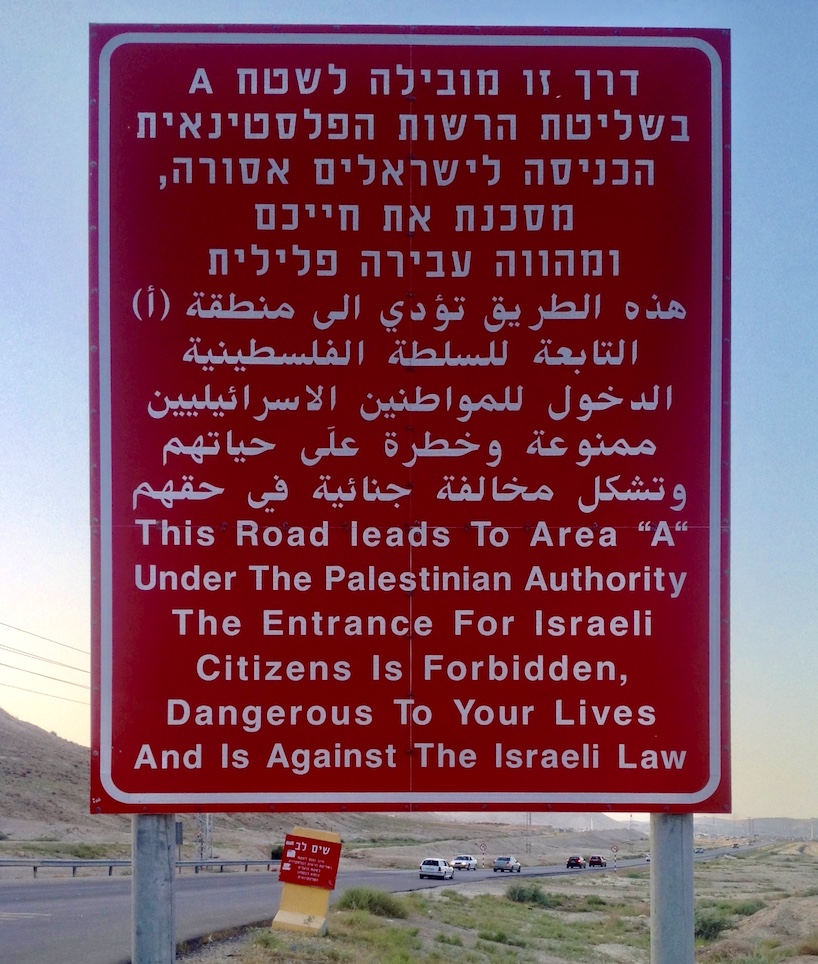 דרך זו מובילה לשטח A
בשליטת הרשות הפלסטינאית
הכניסה לישראלים אסורה,
מסכנת את חייכם
ומהווה עבירה פלילית
هذه الطريق تؤدي الى منطقة (أ)
التابعة للسلطة الفلسطينية
الدخول للمواطنين الاسرائيليين
ممنوعة وخطرة علَى حياتهم
وتشكل مخالفة جنائية في حقهم
This Road leads To Area “A“
Under The Palestinian Authority
The Entrance For Israeli
Citizens Is Forbidden,
Dangerous To Your Lives
And Is Against The Israeli Law
שים לב